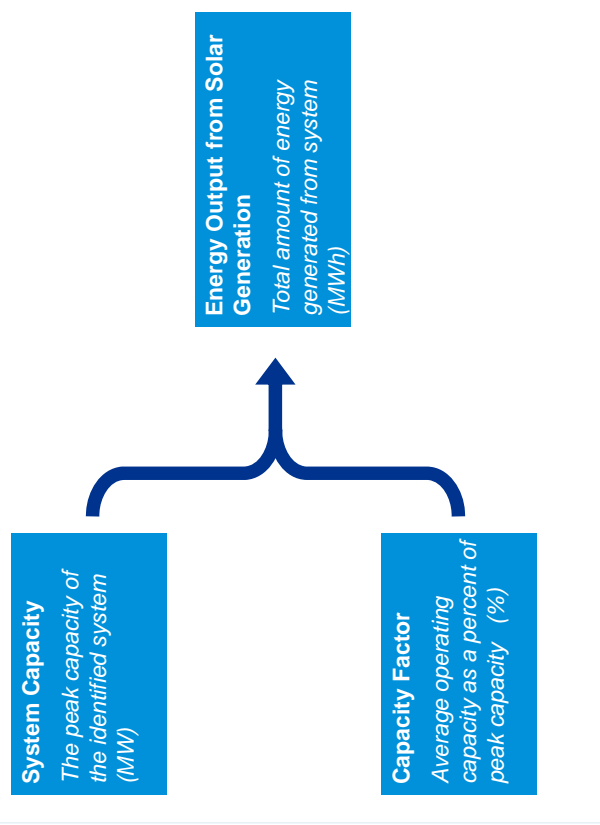 System Capacity
The peak capacity of
the identified system
(MW)
Capacity Factor
Average operating
capacity as a percent of
peak capacity (%)
Energy Output from Solar
Generation
Total amount of energy
generated from system
(MWh)